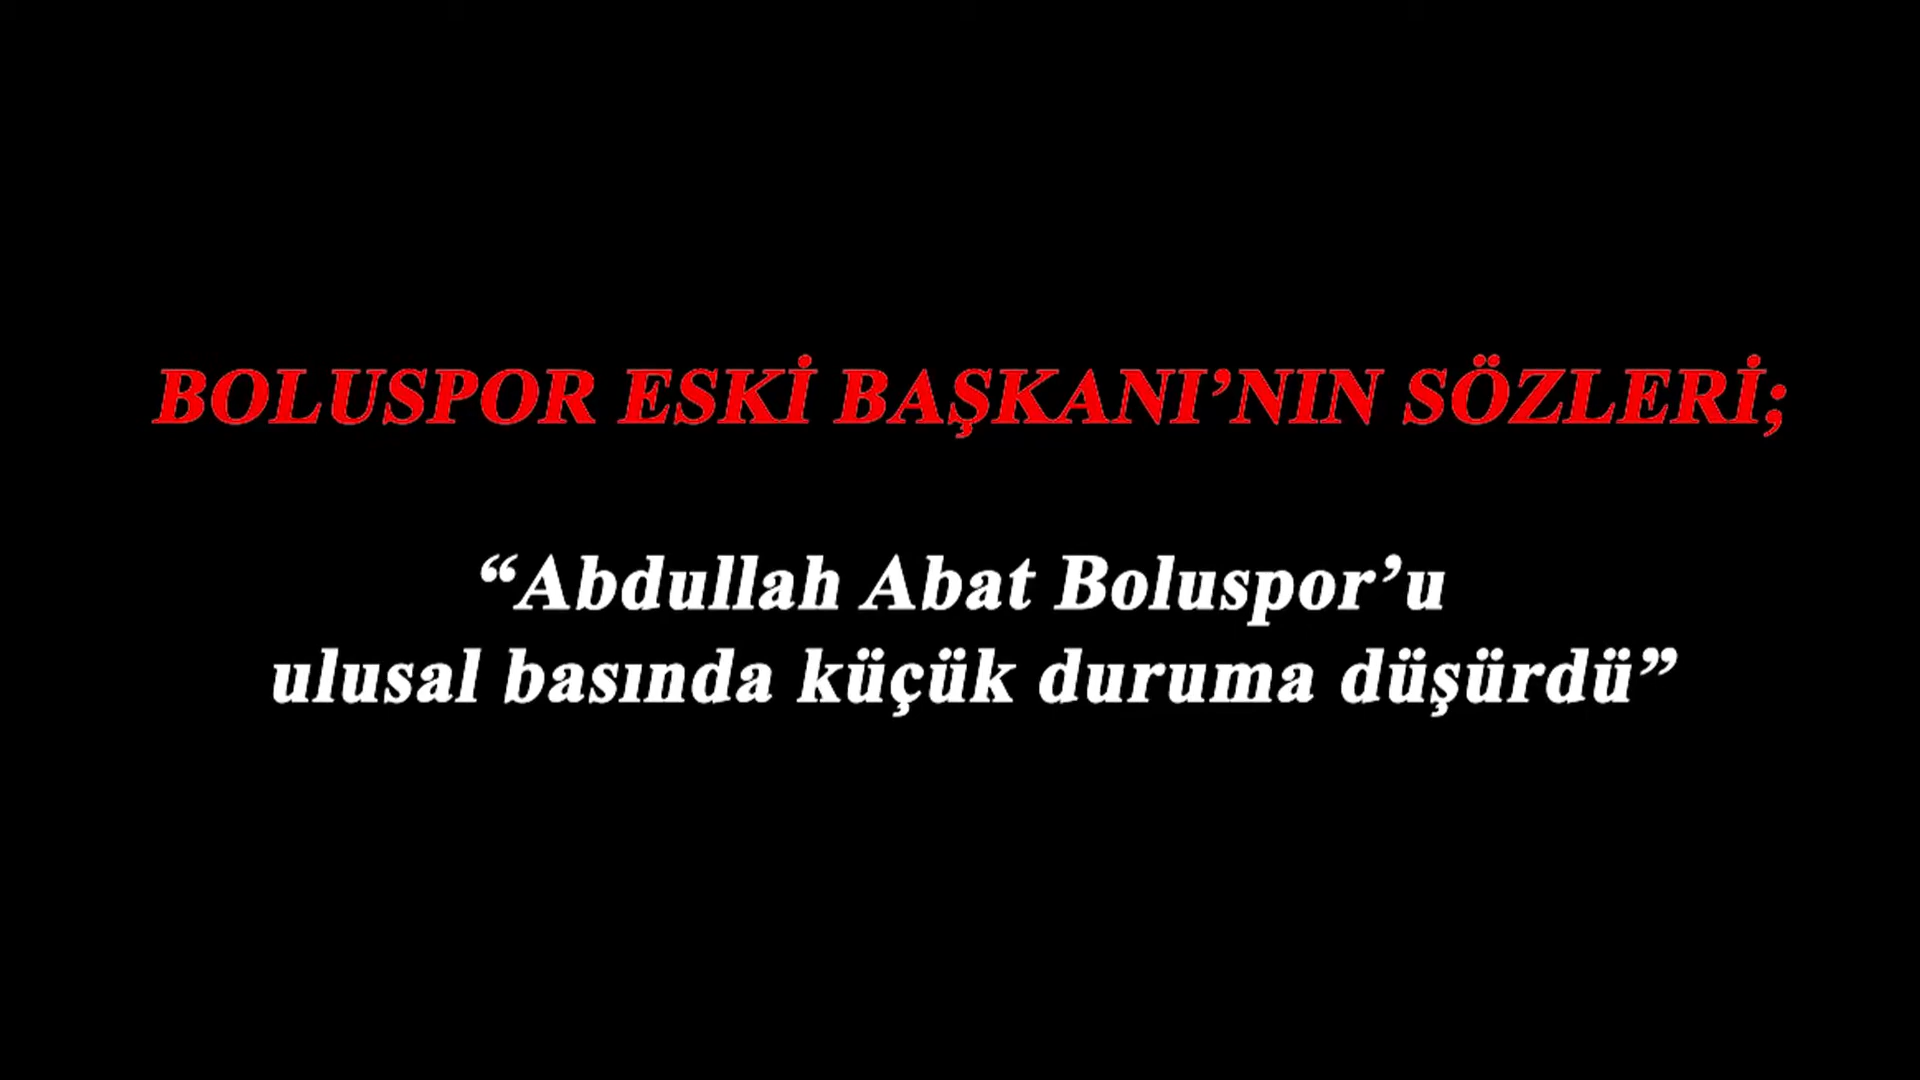 BOLUSPOR ESKİ BAŞKANI’NIN SÖZLERİ;
“Abdullah Abat Boluspor’u
ulusal basında küçük duruma düşürdü”